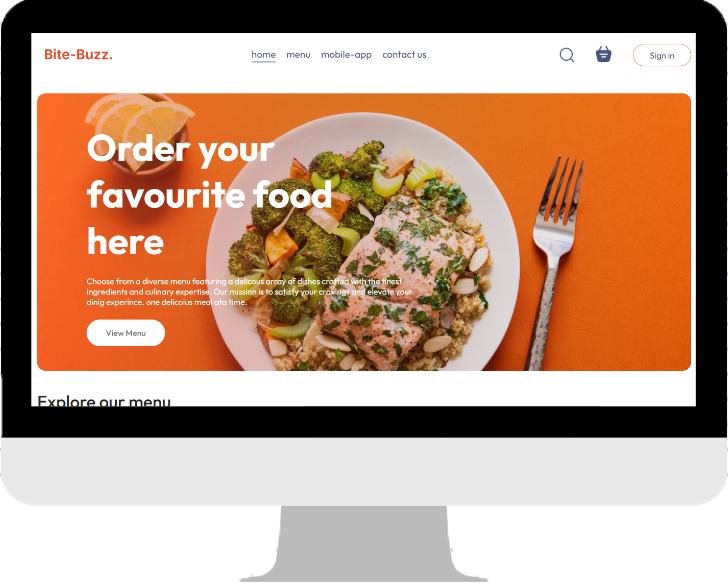 Bite-Buzz.
home menu mobile-app contact us
Sign in
Order your
favourite food
here
Choose from a diverse menu featuring a delicous array of dishes crafted with the finest
ingredients and culinary expertise. Our mission is to satisfy your cravings and elevate your
dinig experince. one delicoius meal ata time.
View Menu
Explore our menu